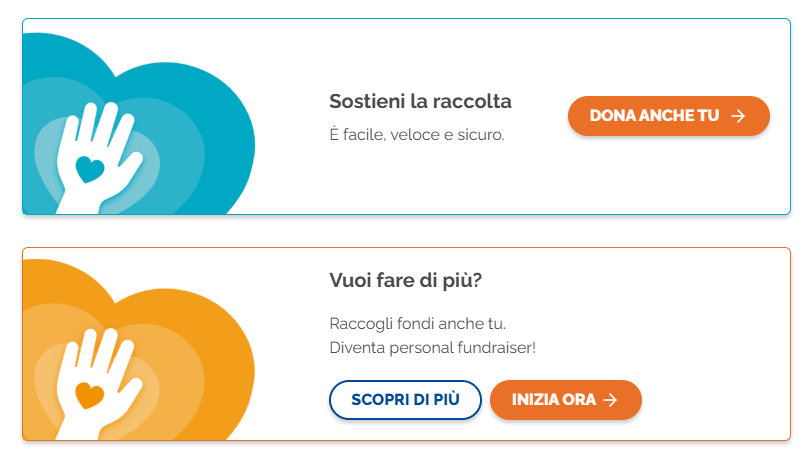 Sostieni la raccolta
È facile, veloce e sicuro.
DONA ANCHE TU →
Vuoi fare di più?
Raccogli fondi anche tu.
Diventa personal fundraiser!
SCOPRI DI PIÙ
INIZIA ORA →